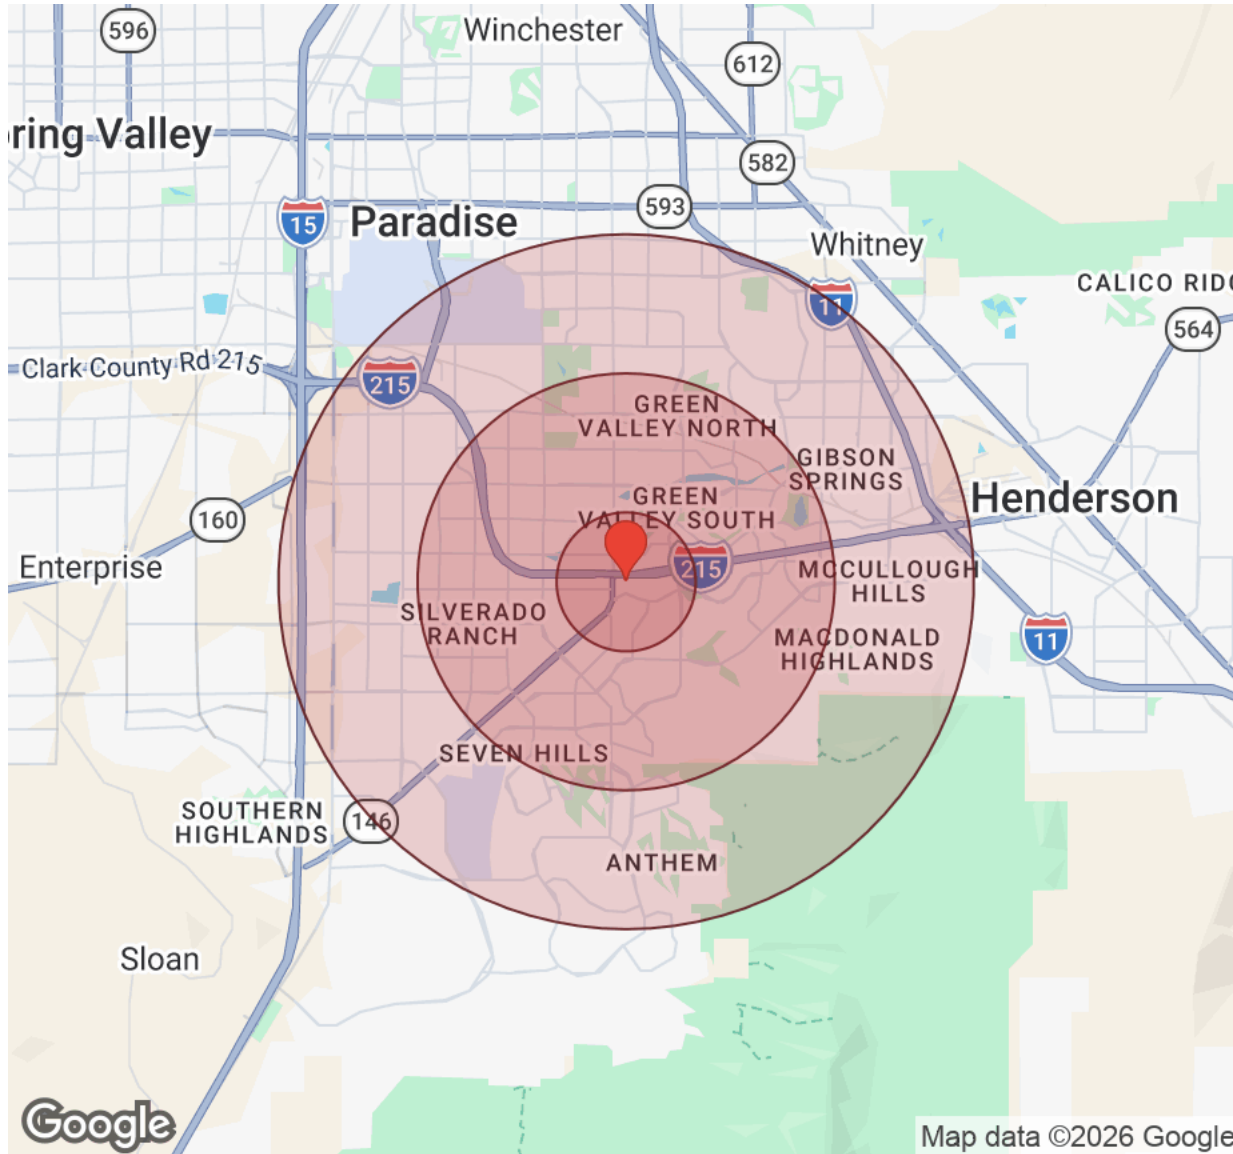 596
Winchester
612
ring Valley
582
15
Paradise
593
Whitney
11
CALICO RIDG
564
Clark County Rd 215
215
GREEN
VALLEY NORTH
GIBSON
SPRINGS
GREEN
VALLEY SOUTH
Henderson
160
Enterprise
215
MCCULLOUGH
HILLS
SILVERADO
RANCH
MACDONALD
HIGHLANDS
11
SEVEN HILLS
SOUTHERN
HIGHLANDS
146
ANTHEM
Sloan
Google
Map data ©2026 Google